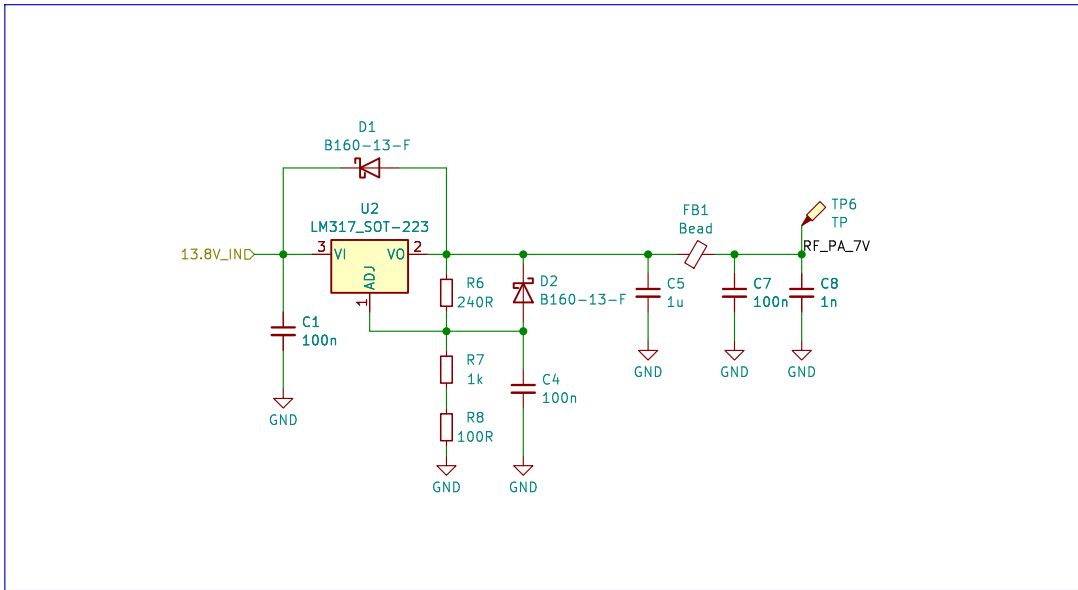 D1
B160-13-F
U2
LM317_SOT-223
13.8V_IN
3
VI
VO
2
ADJ
1
C1
100n
GND
R6
240R
D2
B160-13-F
R7
1k
R8
100R
GND
C4
100n
GND
C5
1u
GND
FB1
Bead
C7
100n
GND
TP6
TP
RF_PA_7V
C8
1n
GND